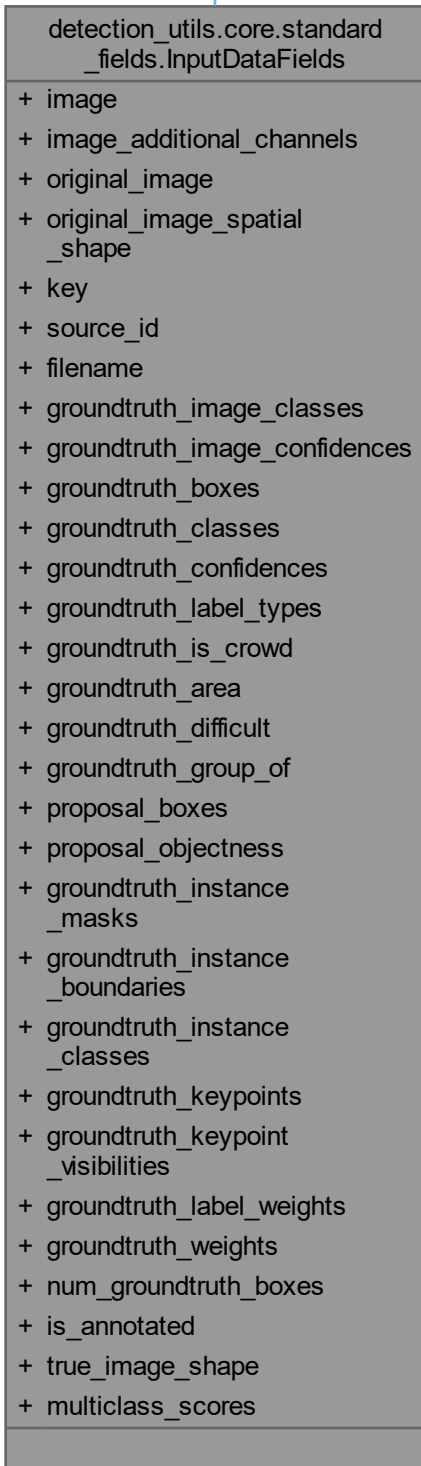 detection_utils.core.standard
_fields.InputDataFields
+ image
+ image_additional_channels
+ original_image
+ original_image_spatial
_shape
+ key
+ source_id
+ filename
+ groundtruth_image_classes
+ groundtruth_image_confidences
+ groundtruth_boxes
+ groundtruth_classes
+ groundtruth_confidences
+ groundtruth_label_types
+ groundtruth_is_crowd
+ groundtruth_area
+ groundtruth_difficult
+ groundtruth_group_of
+ proposal_boxes
+ proposal_objectness
+ groundtruth_instance
_masks
+ groundtruth_instance
_boundaries
+ groundtruth_instance
_classes
+ groundtruth_keypoints
+ groundtruth_keypoint
_visibilities
+ groundtruth_label_weights
+ groundtruth_weights
+ num_groundtruth_boxes
+ is_annotated
+ true_image_shape
+ multiclass_scores